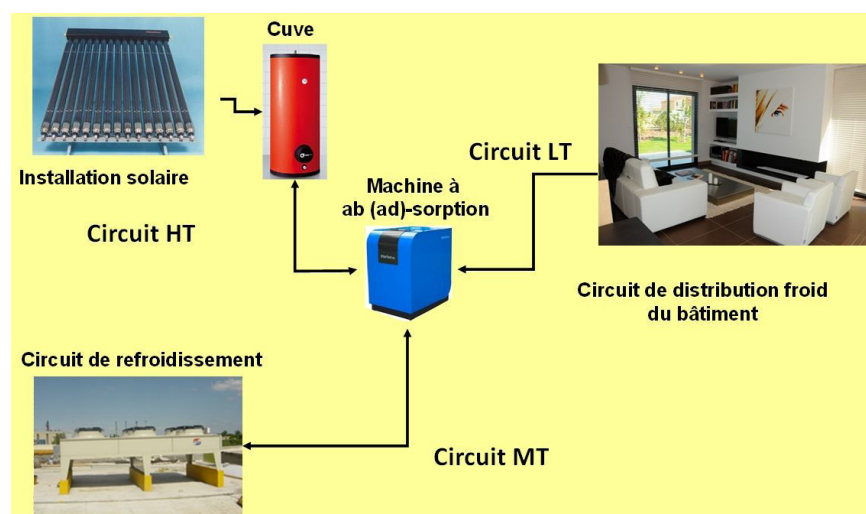 Cuve
Installation solaire
Circuit HT
Machine à
ab (ad)-sorption
Circuit LT
Circuit de distribution froid
du bâtiment
Circuit de refroidissement
Circuit MT